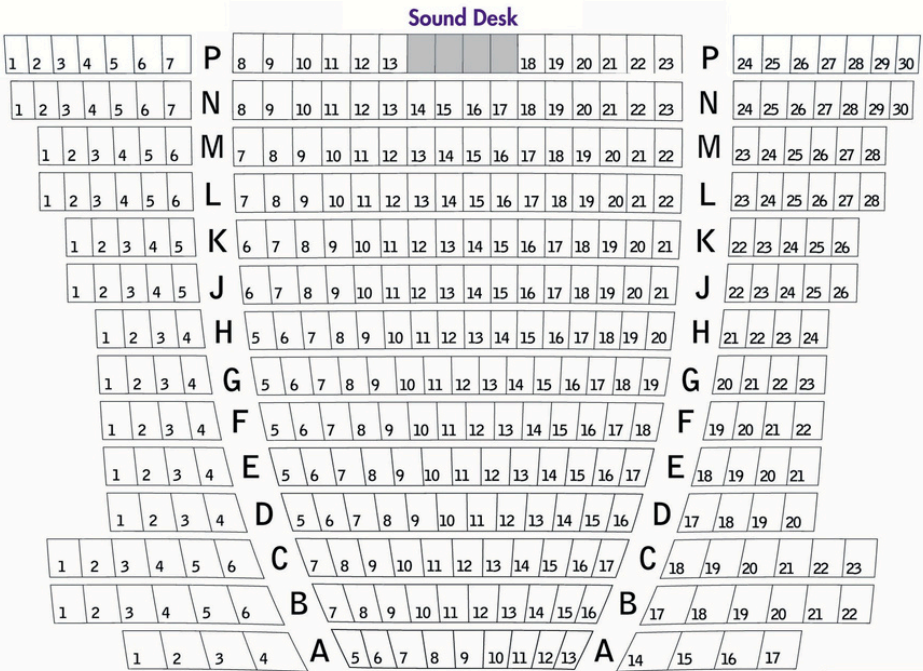 Sound Desk
1 2 3 4 5 6 7 P 8 9 10 11 12 13 18 19 20 21 22 23 P 24 25 26 27 28 29 30
1 2 3 4 5 6 7 N 8 9 10 11 12 13 14 15 16 17 18 19 20 21 22 23 N 24 25 26 27 28 29 30
1 2 3 4 5 6 M 7 8 9 10 11 12 13 14 15 16 17 18 19 20 21 22 M 23 24 25 26 27 28
1 2 3 4 5 6 L 7 8 9 10 11 12 13 14 15 16 17 18 19 20 21 22 L 23 24 25 26 27 28
1 2 3 4 5 K 6 7 8 9 10 11 12 13 14 15 16 17 18 19 20 21 K 22 23 24 25 26
1 2 3 4 5 J 6 7 8 9 10 11 12 13 14 15 16 17 18 19 20 21 J 22 23 24 25 26
1 2 3 4 H 5 6 7 8 9 10 11 12 13 14 15 16 17 18 19 20 H 21 22 23 24
1 2 3 4 G 5 6 7 8 9 10 11 12 13 14 15 16 17 18 19 G 20 21 22 23
1 2 3 4 F 5 6 7 8 9 10 11 12 13 14 15 16 17 18 F 19 20 21 22
1 2 3 4 E 5 6 7 8 9 10 11 12 13 14 15 16 17 E 18 19 20 21
1 2 3 4 D 5 6 7 8 9 10 11 12 13 14 15 16 D 17 18 19 20
1 2 3 4 5 6 C 7 8 9 10 11 12 13 14 15 16 17 C 18 19 20 21 22 23
1 2 3 4 5 6 B 7 8 9 10 11 12 13 14 15 16 B 17 18 19 20 21 22
1 2 3 4 A 5 6 7 8 9 10 11 12 13 A 14 15 16 17